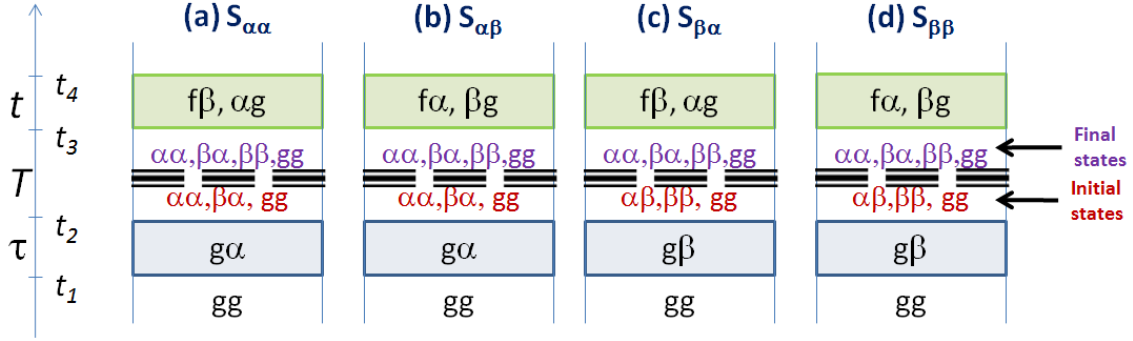 (a) Sαα (b) Sαβ (c) Sβα (d) Sββ
t4
t fβ, αg fα, βg fβ, αg fα, βg
t3
Final states
αα,βα,ββ,gg αα,βα,ββ,gg αα,βα,ββ,gg αα,βα,ββ,gg
T
αα,βα, gg αα,βα, gg αβ,ββ, gg αβ,ββ, gg
Initial states
t2
τ gα gα gβ gβ
t1
gg gg gg gg